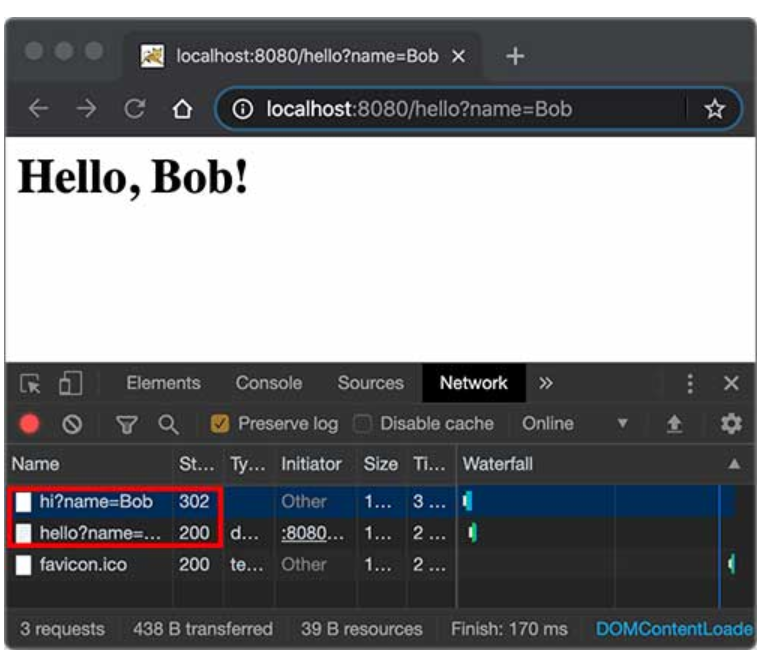 localhost:8080/hello?name=Bob
localhost:8080/hello?name=Bob
Hello, Bob!
Elements Console Sources Network »
Preserve log Disable cache Online
Name St... Ty... Initiator Size Ti... Waterfall
hi?name=Bob 302 Other 1... 3 ...
hello?name=... 200 d... :8080... 1... 2 ...
favicon.ico 200 te... Other 1... 2 ...
3 requests 438 B transferred 39 B resources Finish: 170 ms DOMContentLoade